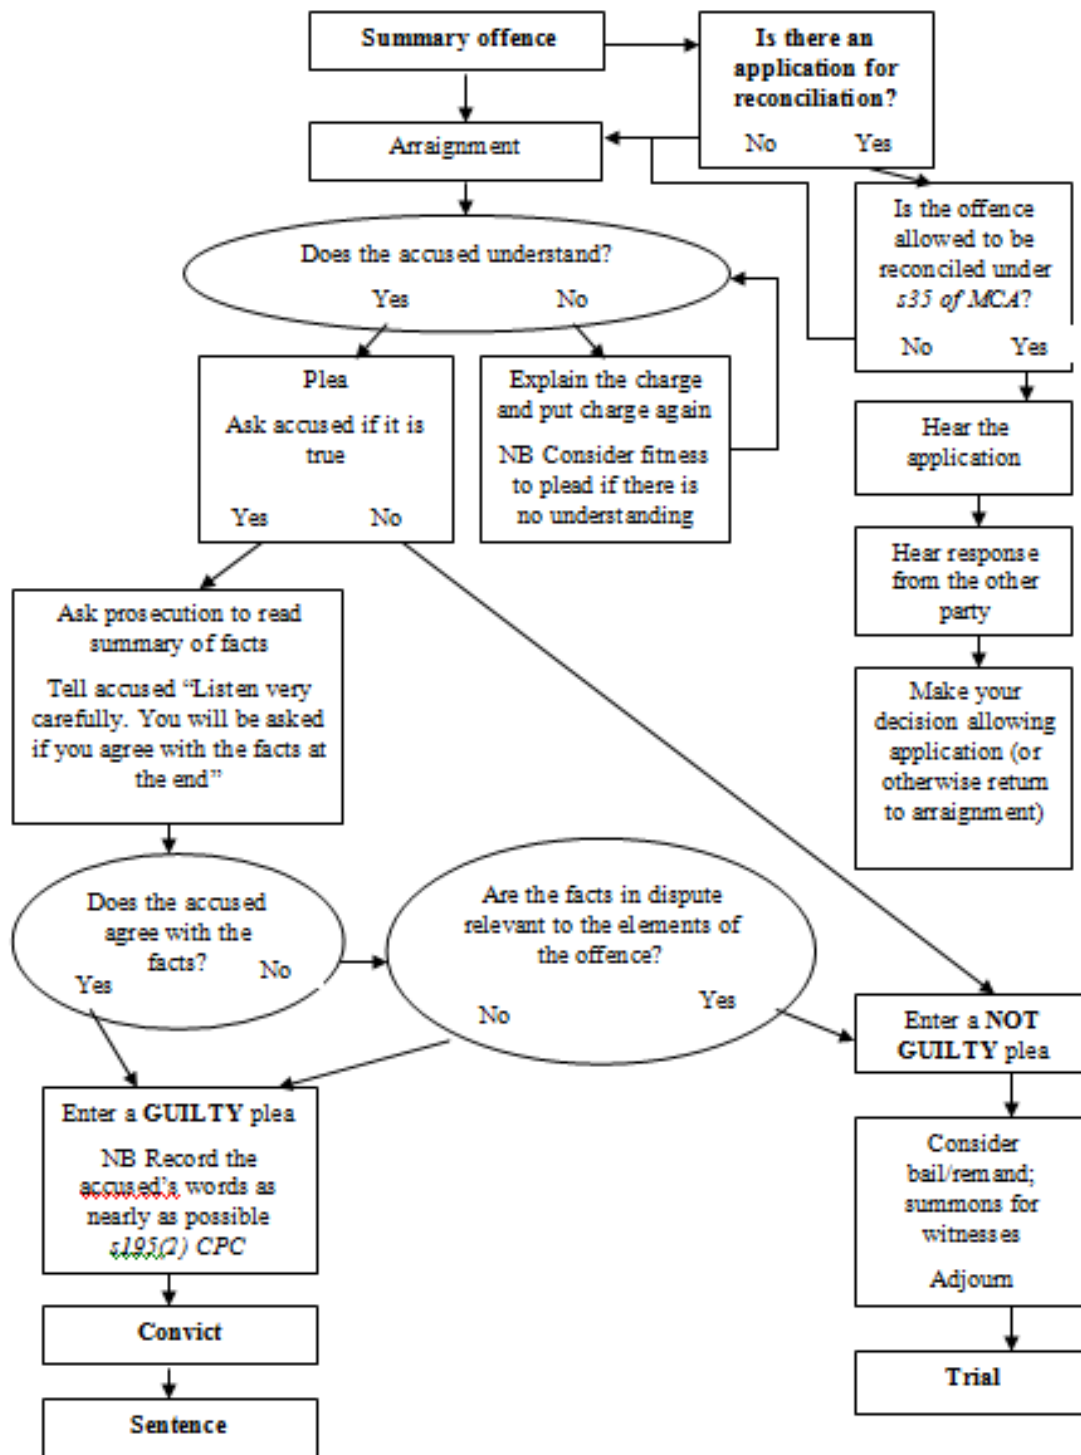 Summary offence
Is there an
application for
reconciliation?
No Yes
Arraignment
Is the offence
allowed to be
reconciled under
s35 of MCA?
No Yes
Does the accused understand?
Yes No
Plea
Ask accused if it is
true
Yes No
Explain the charge
and put charge again
NB Consider fitness
to plead if there is
no understanding
Hear the
application
Hear response
from the other
party
Make your
decision allowing
application (or
otherwise return
to arraignment)
Ask prosecution to read
summary of facts
Tell accused “Listen very
carefully. You will be asked
if you agree with the facts at
the end”
Does the accused
agree with the
facts?
Yes No
Are the facts in dispute
relevant to the elements of
the offence?
No Yes
Enter a NOT
GUILTY plea
Enter a GUILTY plea
NB Record the
accused’s words as
nearly as possible
s195(2) CPC
Consider
bail/remand;
summons for
witnesses
Adjourn
Convict
Trial
Sentence